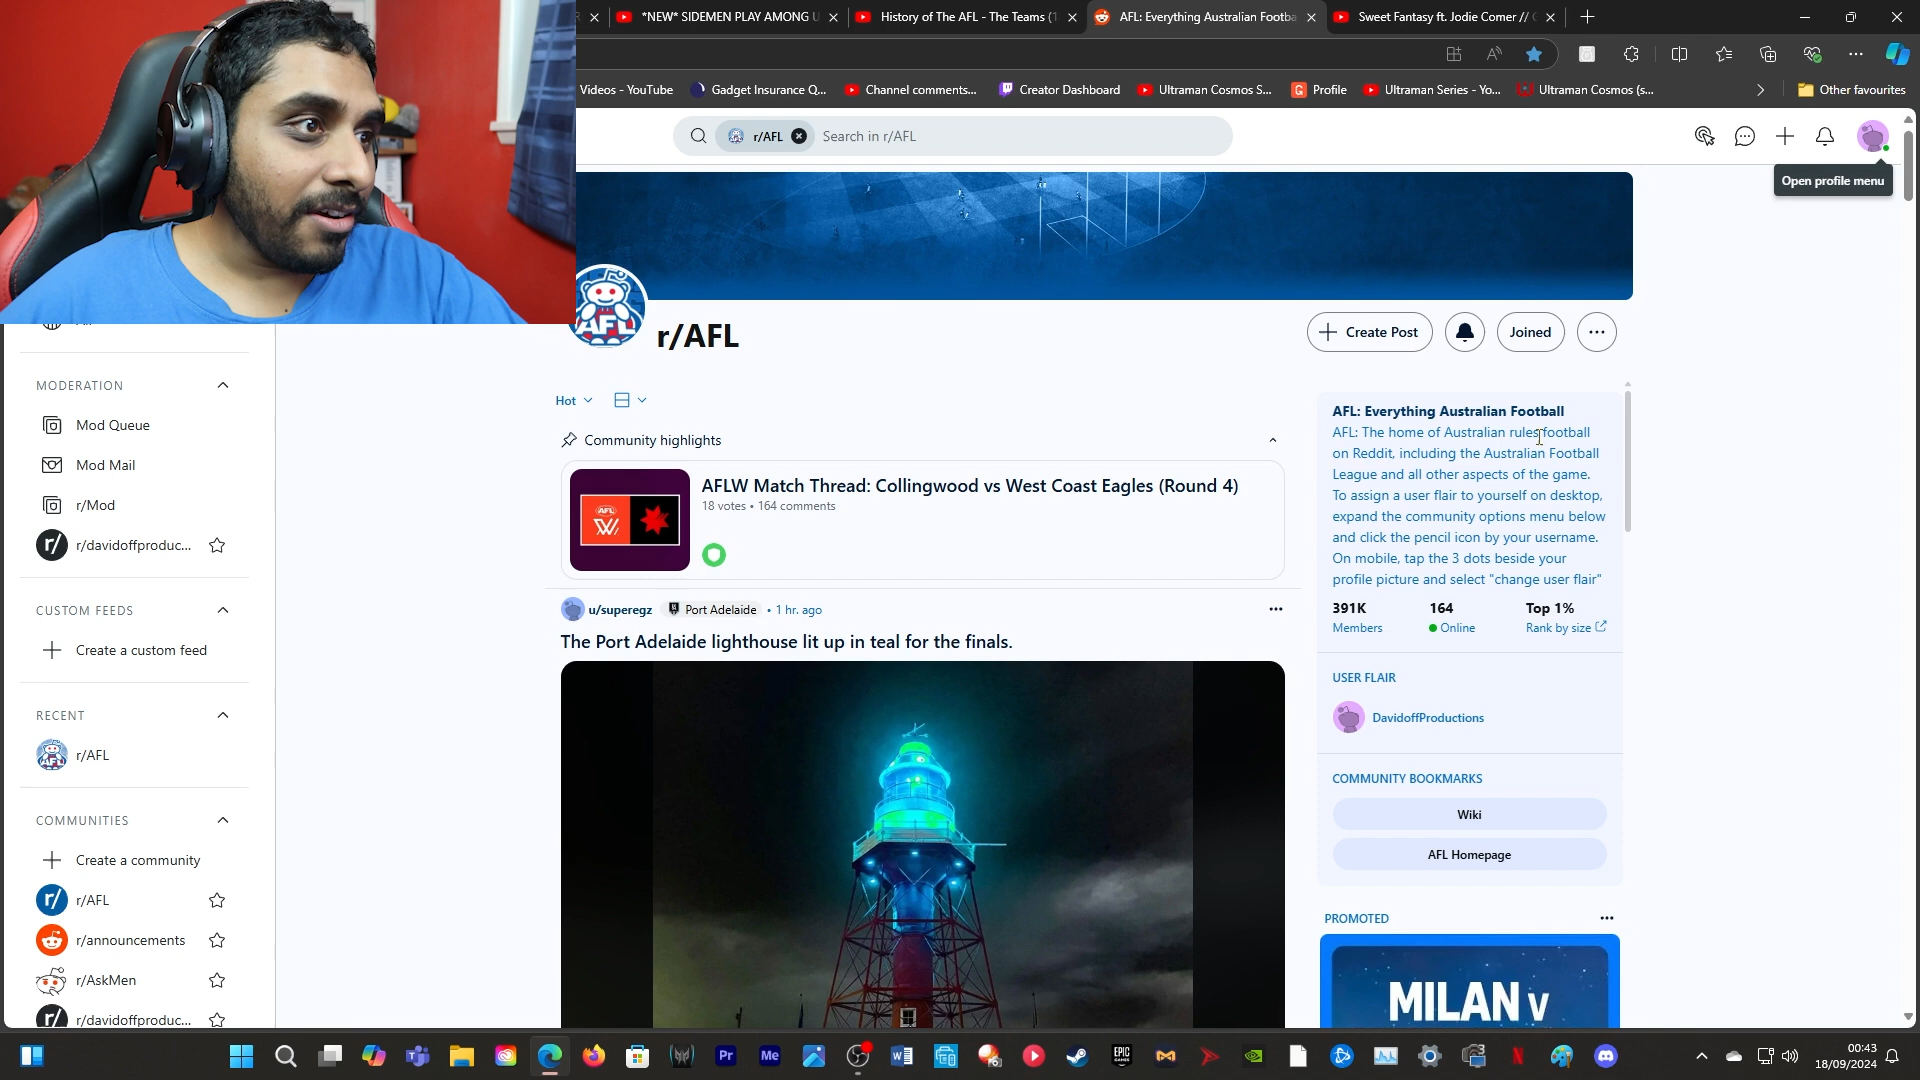 *NEW* SIDEMEN PLAY AMONG U
History of The AFL - The Teams (1
AFL: Everything Australian Footba
Sweet Fantasy ft. Jodie Comer //
Videos - YouTube
Gadget Insurance Q...
Channel comments...
Creator Dashboard
Ultraman Cosmos S...
Profile
Ultraman Series - Yo...
Ultraman Cosmos (s...
Other favourites
r/AFL
Search in r/AFL
Open profile menu
AFL
r/AFL
Create Post
Joined
MODERATION
Mod Queue
Mod Mail
r/Mod
r/davidoffproduc...
CUSTOM FEEDS
Create a custom feed
RECENT
r/AFL
COMMUNITIES
Create a community
r/AFL
r/announcements
r/AskMen
r/davidoffproduc...
Hot
Community highlights
AFL
W
AFLW Match Thread: Collingwood vs West Coast Eagles (Round 4)
18 votes • 164 comments
u/superegz Port Adelaide • 1 hr. ago
The Port Adelaide lighthouse lit up in teal for the finals.
AFL: Everything Australian Football
AFL: The home of Australian rules football
on Reddit, including the Australian Football
League and all other aspects of the game.
To assign a user flair to yourself on desktop,
expand the community options menu below
and click the pencil icon by your username.
On mobile, tap the 3 dots beside your
profile picture and select "change user flair"
391K 164 Top 1%
Members Online Rank by size
USER FLAIR
DavidoffProductions
COMMUNITY BOOKMARKS
Wiki
AFL Homepage
PROMOTED
MILAN v
Pr
Me
EPIC
GAMES
00:43
18/09/2024